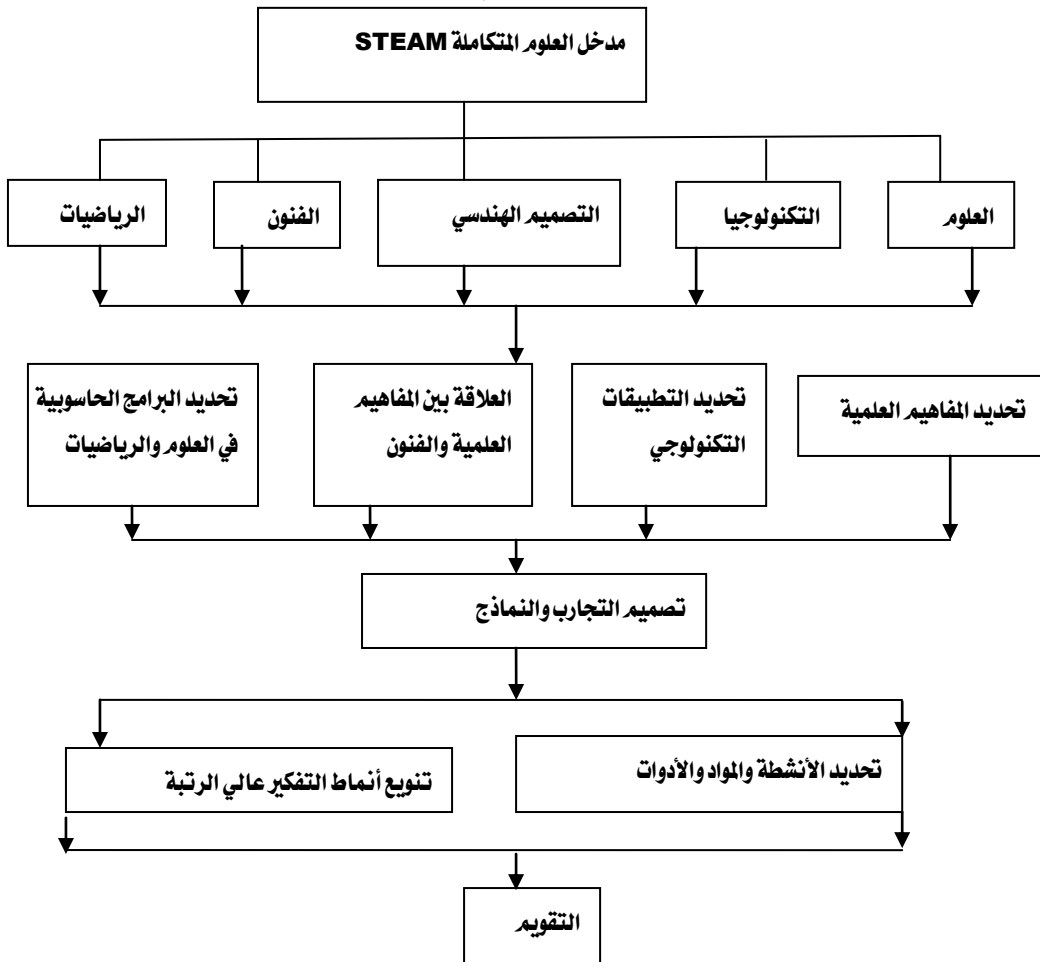 مدخل العلوم المتكاملة STEAM
العلوم
التكنولوجيا
التصميم الهندسي
الفنون
الرياضيات
تحديد المفاهيم العلمية
تحديد التطبيقات
التكنولوجي
العلاقة بين المفاهيم
العلمية والفنون
تحديد البرامج الحاسوبية
في العلوم والرياضيات
تصميم التجارب والنماذج
تحديد الأنشطة والمواد والأدوات
تنويع أنماط التفكير عالي الرتبة
التقويم